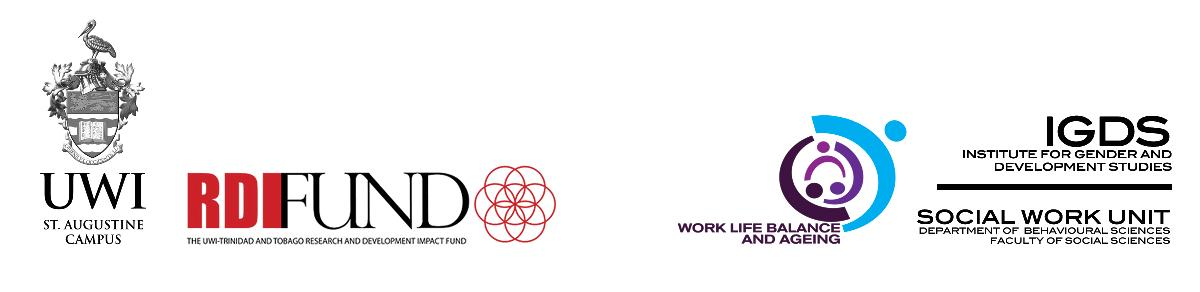 UWI
ST. AUGUSTINE
CAMPUS
RDIFUND
THE UWI-TRINIDAD AND TOBAGO RESEARCH AND DEVELOPMENT IMPACT FUND
WORK LIFE BALANCE
AND AGEING
IGDS
INSTITUTE FOR GENDER AND
DEVELOPMENT STUDIES
SOCIAL WORK UNIT
DEPARTMENT OF BEHAVIOURAL SCIENCES
FACULTY OF SOCIAL SCIENCES